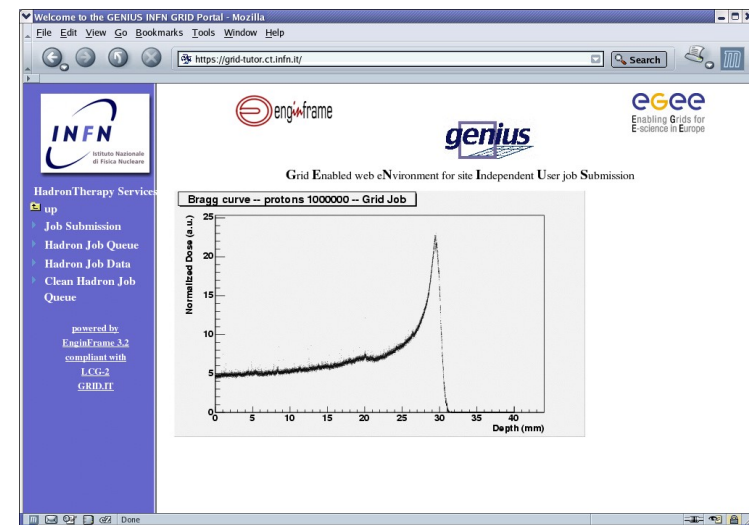 Welcome to the GENIUS INFN GRID Portal - Mozilla
File Edit View Go Bookmarks Tools Window Help
https://grid-tutor.ct.infn.it/
Search
INFN
Istituto Nazionale
di Fisica Nucleare
enginframe
genius
egee
Enabling Grids for
E-science in Europe
Grid Enabled web eNvironment for site Independent User job Submission
HadronTherapy Services
up
Job Submission
Hadron Job Queue
Hadron Job Data
Clean Hadron Job
Queue
powered by
EnginFrame 3.2
compliant with
LCG-2
GRID.IT
Bragg curve -- protons 1000000 -- Grid Job
Normalized Dose (a.u.)
25
20
15
10
5
0
0 5 10 15 20 25 30 35 40
Depth (mm)
Done